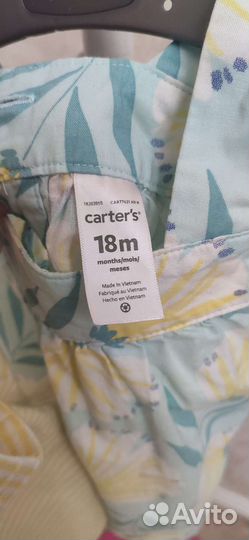 carter's®
18m
months/mois/
meses
Made in Vietnam
Fabriqué au Vietnam
Hecho en Vietnam
Avito